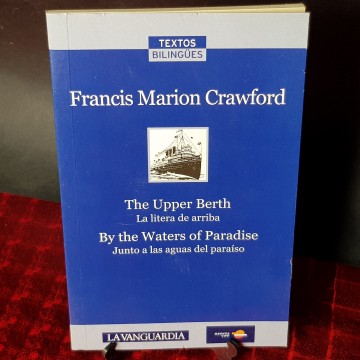 TEXTOS
BILINGÜES
Francis Marion Crawford
The Upper Berth
La litera de arriba
By the Waters of Paradise
Junto a las aguas del paraíso
LA VANGUARDIA